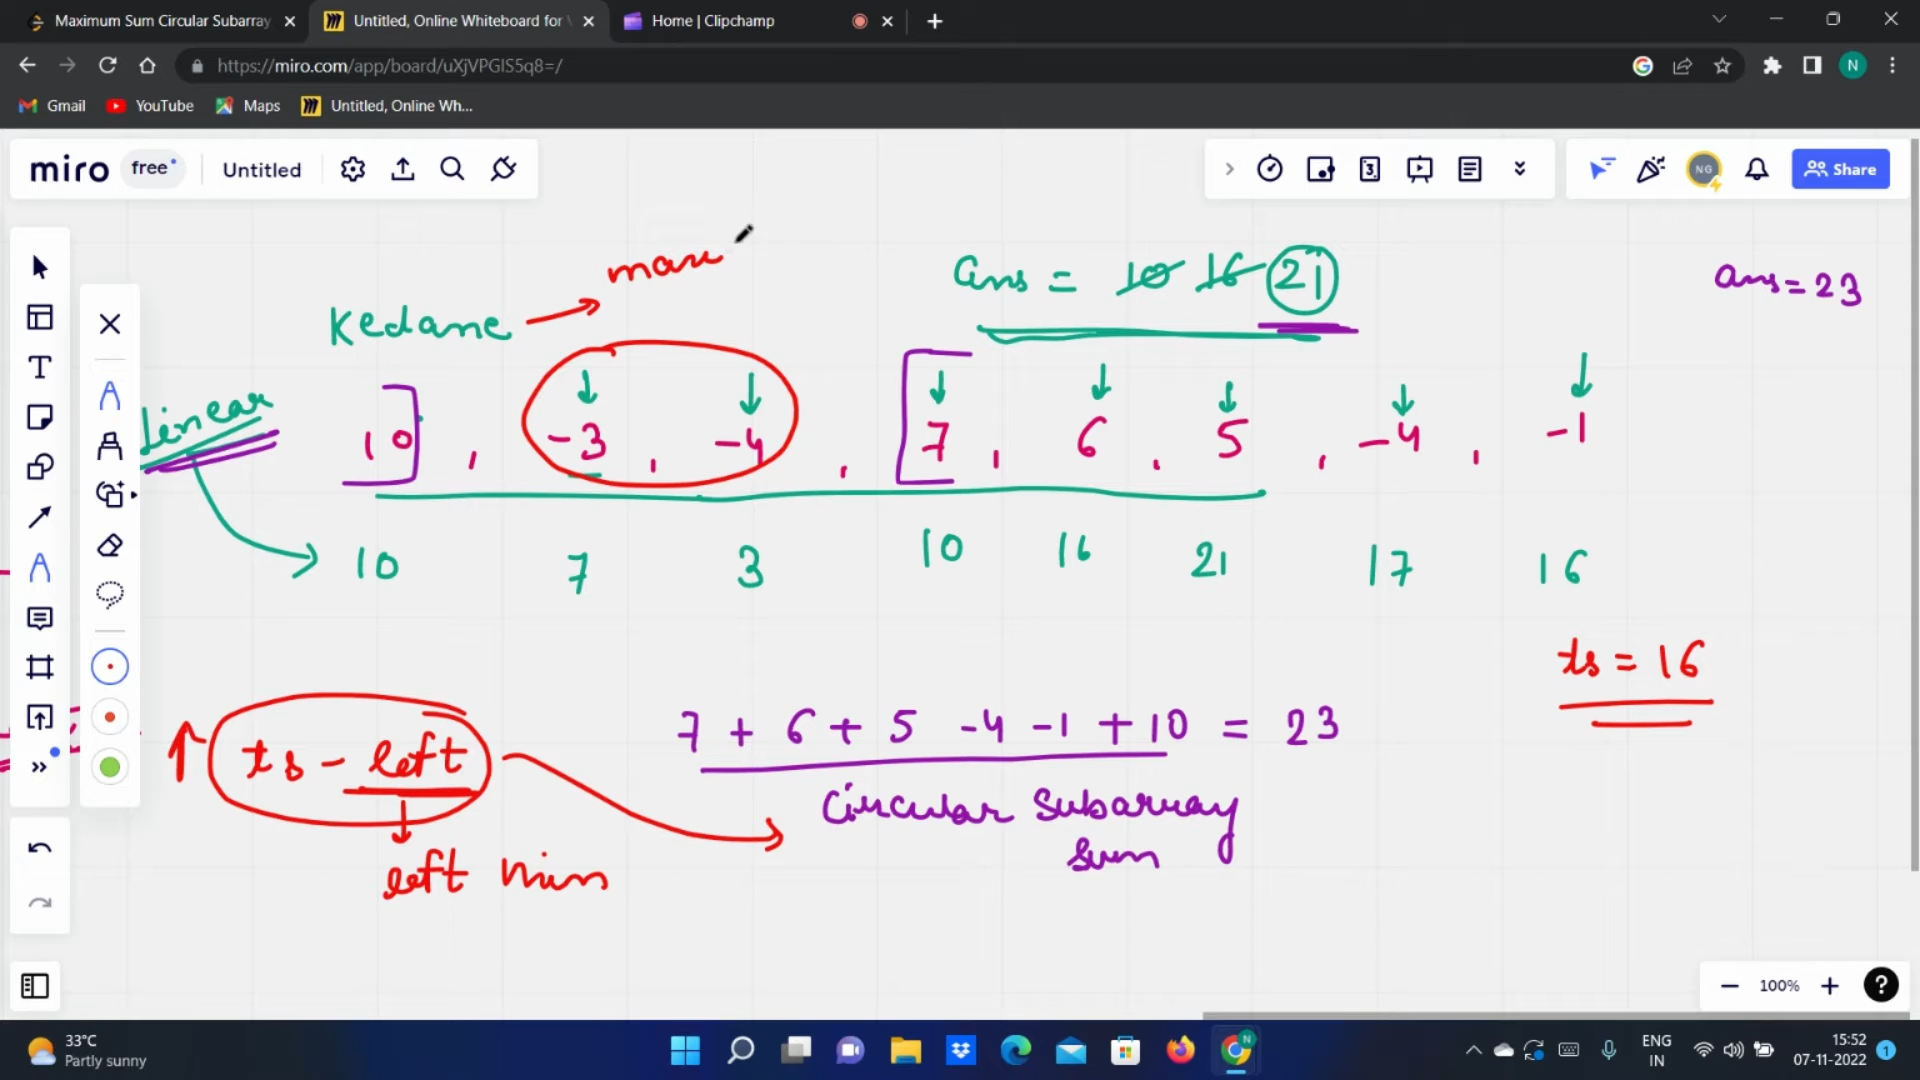 Maximum Sum Circular Subarray
Untitled, Online Whiteboard for
Home | Clipchamp
https://miro.com/app/board/uXjVPGIS5q8=/
N
Gmail
YouTube
Maps
Untitled, Online Wh...
miro
free
Untitled
NG
Share
max
ans = 10 16 21
ans = 23
Kedane
linear
10 , -3 , -4 , 7 , 6 , 5 , -4 , -1
10 7 3 10 16 21 17 16
ts = 16
ts - left
7 + 6 + 5 -4 -1 +10 = 23
Circular Subarray
Sum
left min
100%
?
33°C
Partly sunny
ENG
IN
15:52
07-11-2022
1